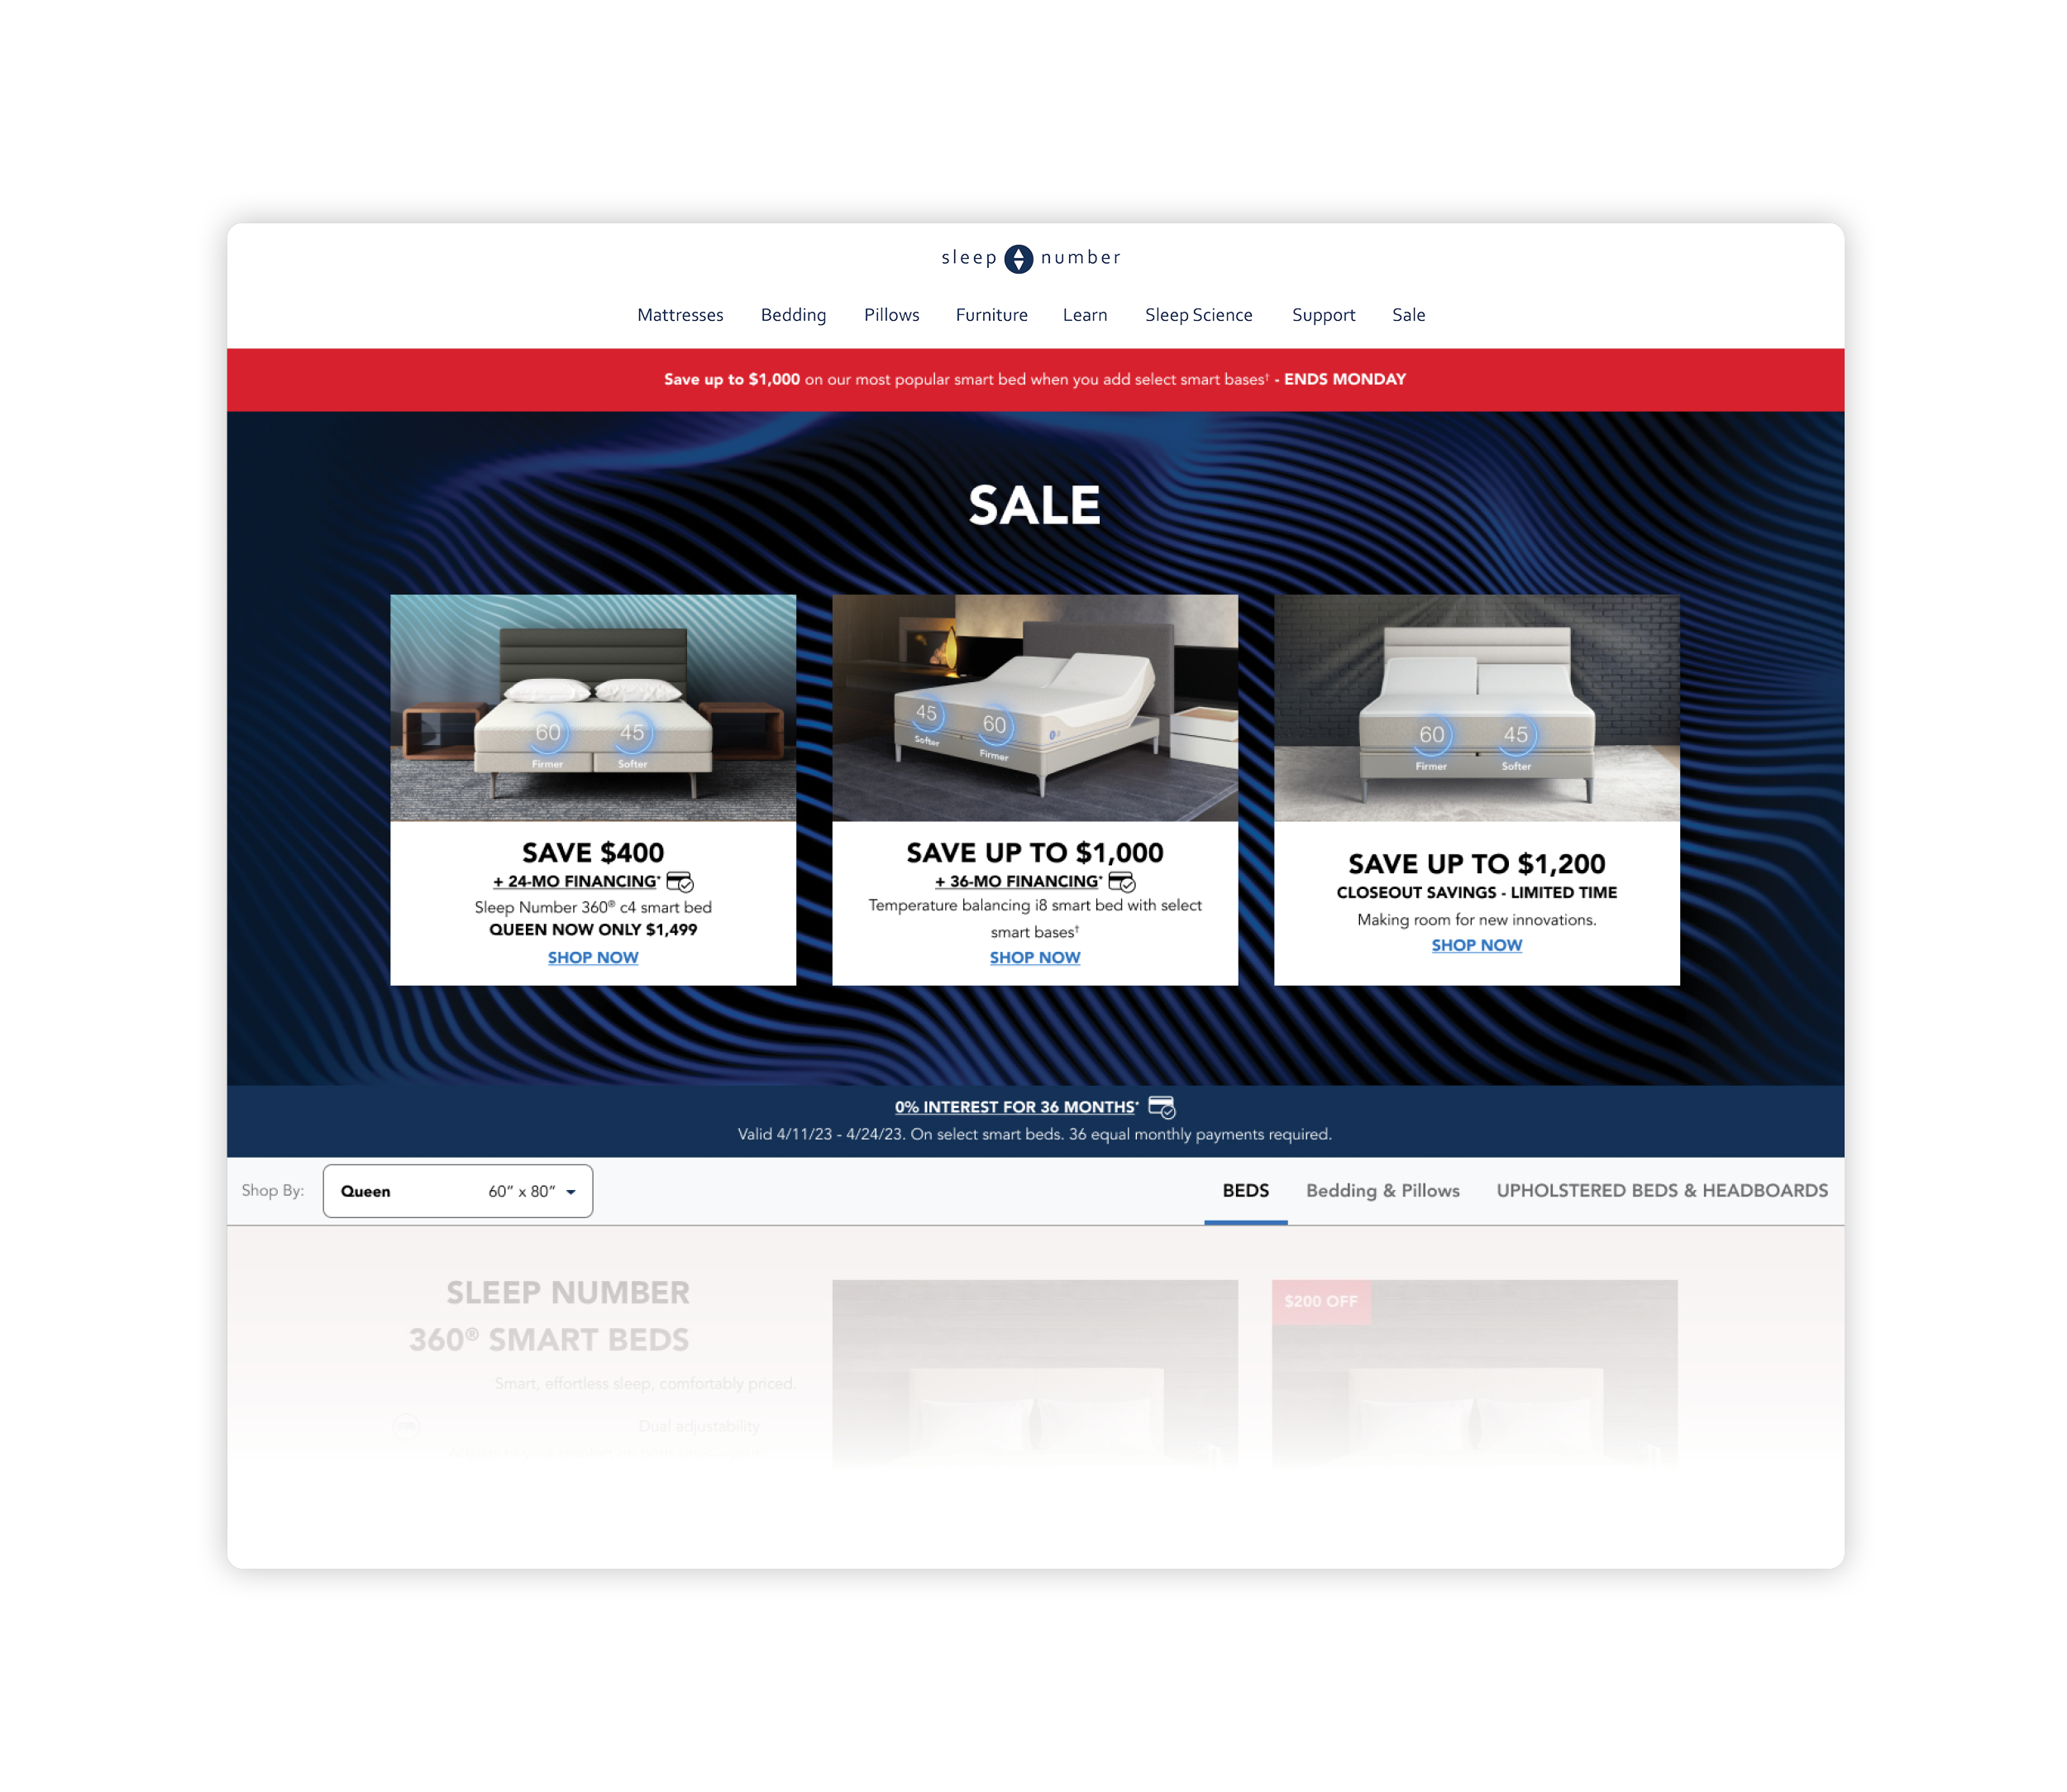 sleep number
Mattresses Bedding Pillows Furniture Learn Sleep Science Support Sale
Save up to $1,000 on our most popular smart bed when you add select smart bases† - ENDS MONDAY
SALE
60 45
Firmer Softer
SAVE $400
+ 24-MO FINANCING*
Sleep Number 360® c4 smart bed
QUEEN NOW ONLY $1,499
SHOP NOW
45 60
Softer Firmer
SAVE UP TO $1,000
+ 36-MO FINANCING*
Temperature balancing i8 smart bed with select
smart bases†
SHOP NOW
60 45
Firmer Softer
SAVE UP TO $1,200
CLOSEOUT SAVINGS - LIMITED TIME
Making room for new innovations.
SHOP NOW
0% INTEREST FOR 36 MONTHS*
Valid 4/11/23 - 4/24/23. On select smart beds. 36 equal monthly payments required.
Shop By: Queen 60” x 80” BEDS Bedding & Pillows UPHOLSTERED BEDS & HEADBOARDS
SLEEP NUMBER
360® SMART BEDS
Smart, effortless sleep, comfortably priced.
Dual adjustability
$200 OFF